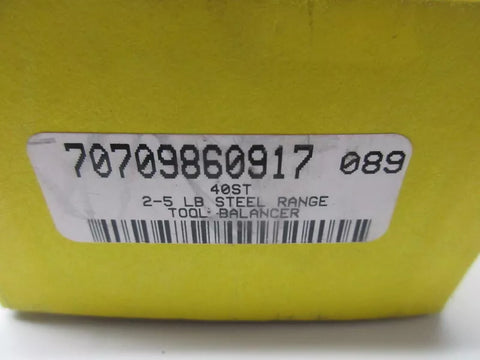 70709860917 089
40ST
2-5 LB STEEL RANGE
TOOL BALANCER